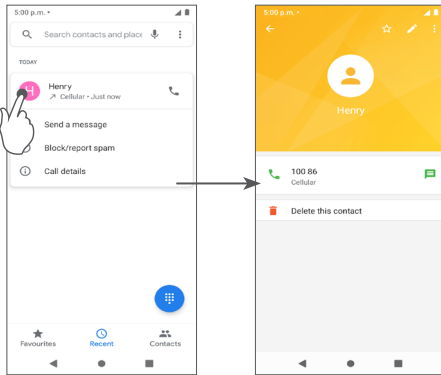 5:00 p.m. •
Search contacts and place
TODAY
H
Henry
Cellular • Just now
Send a message
Block/report spam
Call details
Favourites
Recent
Contacts
5:00 p.m. •
Henry
100 86
Cellular
Delete this contact